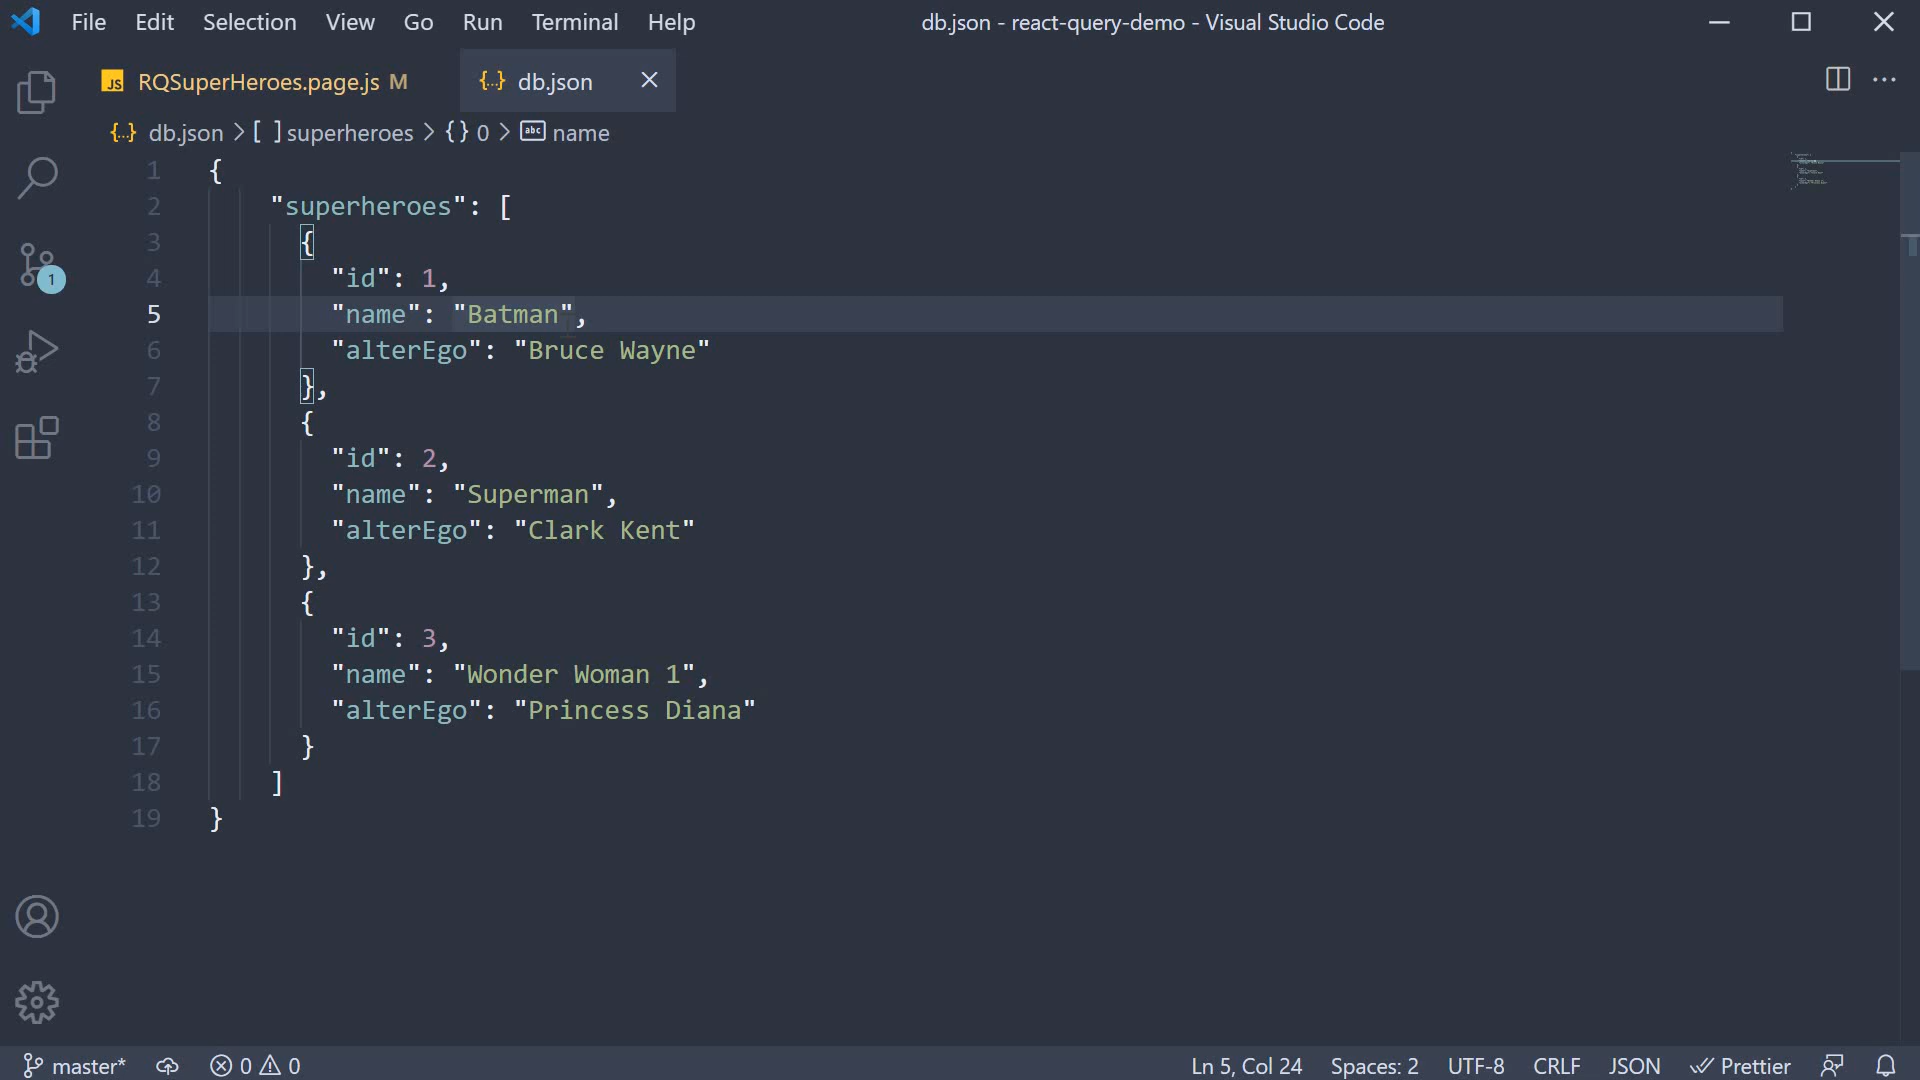 File Edit Selection View Go Run Terminal Help db.json - react-query-demo - Visual Studio Code
JS RQSuperHeroes.page.js M {..} db.json
{..} db.json > [ ] superheroes > { } 0 > abc name
1 {
2 "superheroes": [
3 {
4 "id": 1,
5 "name": "Batman",
6 "alterEgo": "Bruce Wayne"
7 },
8 {
9 "id": 2,
10 "name": "Superman",
11 "alterEgo": "Clark Kent"
12 },
13 {
14 "id": 3,
15 "name": "Wonder Woman 1",
16 "alterEgo": "Princess Diana"
17 }
18 ]
19 }
1
master* 0 0 Ln 5, Col 24 Spaces: 2 UTF-8 CRLF JSON Prettier